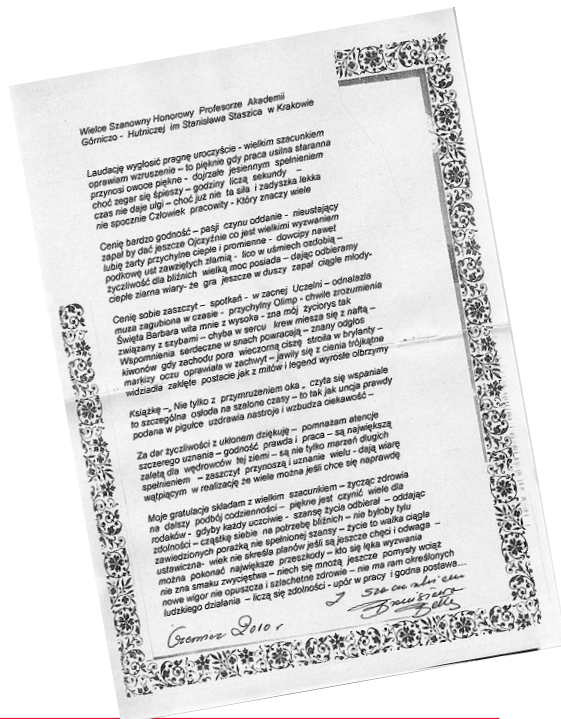 Wielce Szanowny Honorowy Profesorze Akademii
Górniczo - Hutniczej im Stanisława Staszica w Krakowie
Laudację wygłosić pragnę uroczyście - wielkim szacunkiem
oprawiam wzruszenie – to pięknie gdy praca usilna staranna
przynosi owoce piękne - dojrzałe jesiennym spełnieniem
choć zegar się śpieszy – godziny liczą sekundy –
czas nie daje ulgi – choć już nie ta siła i zadyszka lekka
nie spocznie Człowiek pracowity - Który znaczy wiele
Cenię bardzo godność – pasji czynu oddanie - nieustający
zapał by dać jeszcze Ojczyźnie co jest wielkimi wyzwaniem
lubię żarty przychylne ciepłe i promienne - dowcipy nawet
podkowę ust zawziętych złamią - lico w uśmiech ozdobią –
życzliwość dla bliźnich wielką moc posiada – dając odbieramy
ciepłe ziarna wiary- że gra jeszcze w duszy zapał ciągle młody-
Cenię sobie zaszczyt – spotkań - w zacnej Uczelni – odnalazła
muza zagubiona w czasie - przychylny Olimp - chwile zrozumienia
Święta Barbara wita mnie z wysoka - zna mój życiorys tak
związany z szybami – chyba w sercu krew miesza się z naftą –
Wspomnienia serdeczne w snach powracają – znany odgłos
kiwonów gdy zachodu pora wieczorną ciszę stroiła w brylanty –
markizy oczu oprawiała w zachwyt – jawiły się z cienia trójkątne
widziadła zaklęte postacie jak z mitów i legend wyrosłe olbrzymy
Książkę –„ Nie tylko z przymrużeniem oka „ czyta się wspaniale
to szczególna osłoda na szalone czasy – to tak jak uncja prawdy
podana w pigułce uzdrawia nastroje i wzbudza ciekawość –
Za dar życzliwości z ukłonem dziękuję – pomnażam atencje
szczerego uznania – godność prawda i praca – są największą
zaletą dla wędrowców tej ziemi – są nie tylko marzeń długich
spełnieniem – zaszczyt przynoszą i uznanie wielu - dają wiarę
wątpiącym w realizację że wiele można jeśli chce się naprawdę
Moje gratulacje składam z wielkim szacunkiem – życząc zdrowia
na dalszy podbój codzienności – piękne jest czynić wiele dla
rodaków - gdyby każdy uczciwie - szansę życia odbierał – oddając
zdolności – cząstkę siebie na potrzebę bliźnich – nie byłoby tylu
zawiedzionych porażką nie spełnionej szansy – życie to walka ciągła
ustawiczna- wiek nie skreśla planów jeśli są jeszcze chęci i odwaga –
można pokonać największe przeszkody – kto się lęka wyzwania
nie zna smaku zwycięstwa – niech się mnożą jeszcze pomysły wciąż
nowe wigor nie opuszcza i szlachetne zdrowie – nie ma ram określonych
ludzkiego działania – liczą się zdolności - upór w pracy i godna postawa...
Z szacunkiem
Czerwiec 2010 r